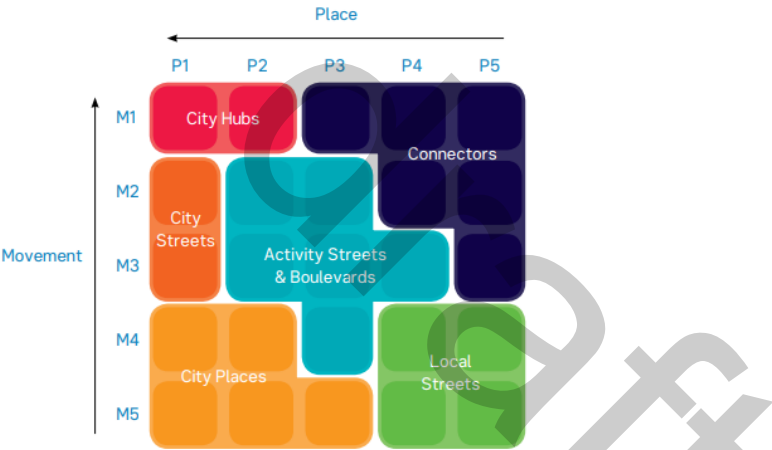 Place
P1 P2 P3 P4 P5
M1
City Hubs
Connectors
M2
City
Streets
Movement
M3
Activity Streets
& Boulevards
M4
City Places
Local
Streets
M5
draft